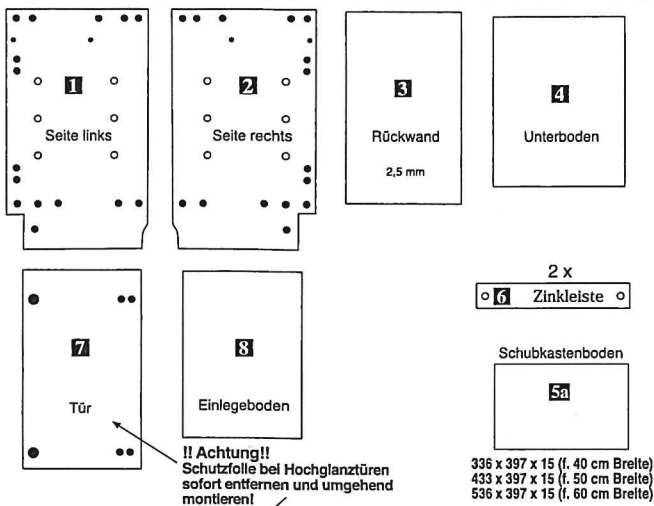 1
Seite links
2
Seite rechts
3
Rückwand
2,5 mm
4
Unterboden
7
Tür
8
Einlegeboden
!! Achtung!!
Schutzfolie bei Hochglanztüren
sofort entfernen und umgehend
montieren!
2 x
6 Zinkleiste
Schubkastenboden
5a
336 x 397 x 15 (f. 40 cm Breite)
433 x 397 x 15 (f. 50 cm Breite)
536 x 397 x 15 (f. 60 cm Breite)